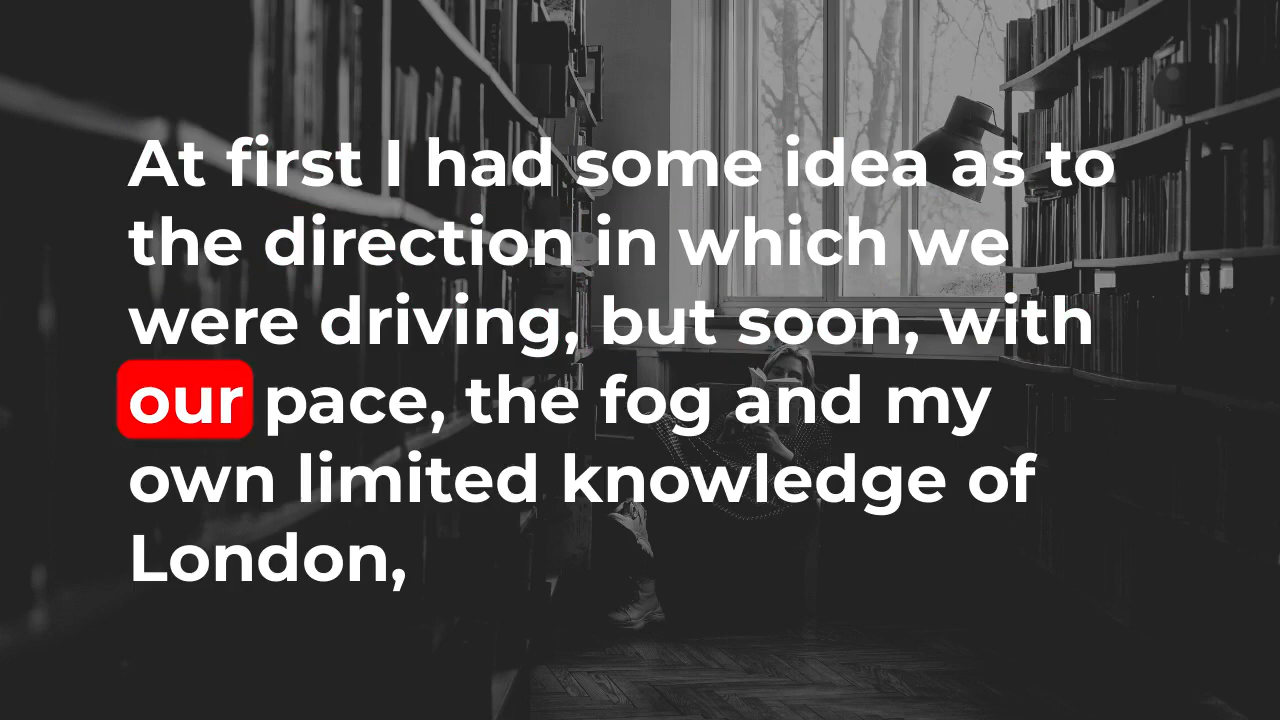 At first I had some idea as to
the direction in which we
were driving, but soon, with
our pace, the fog and my
own limited knowledge of
London,